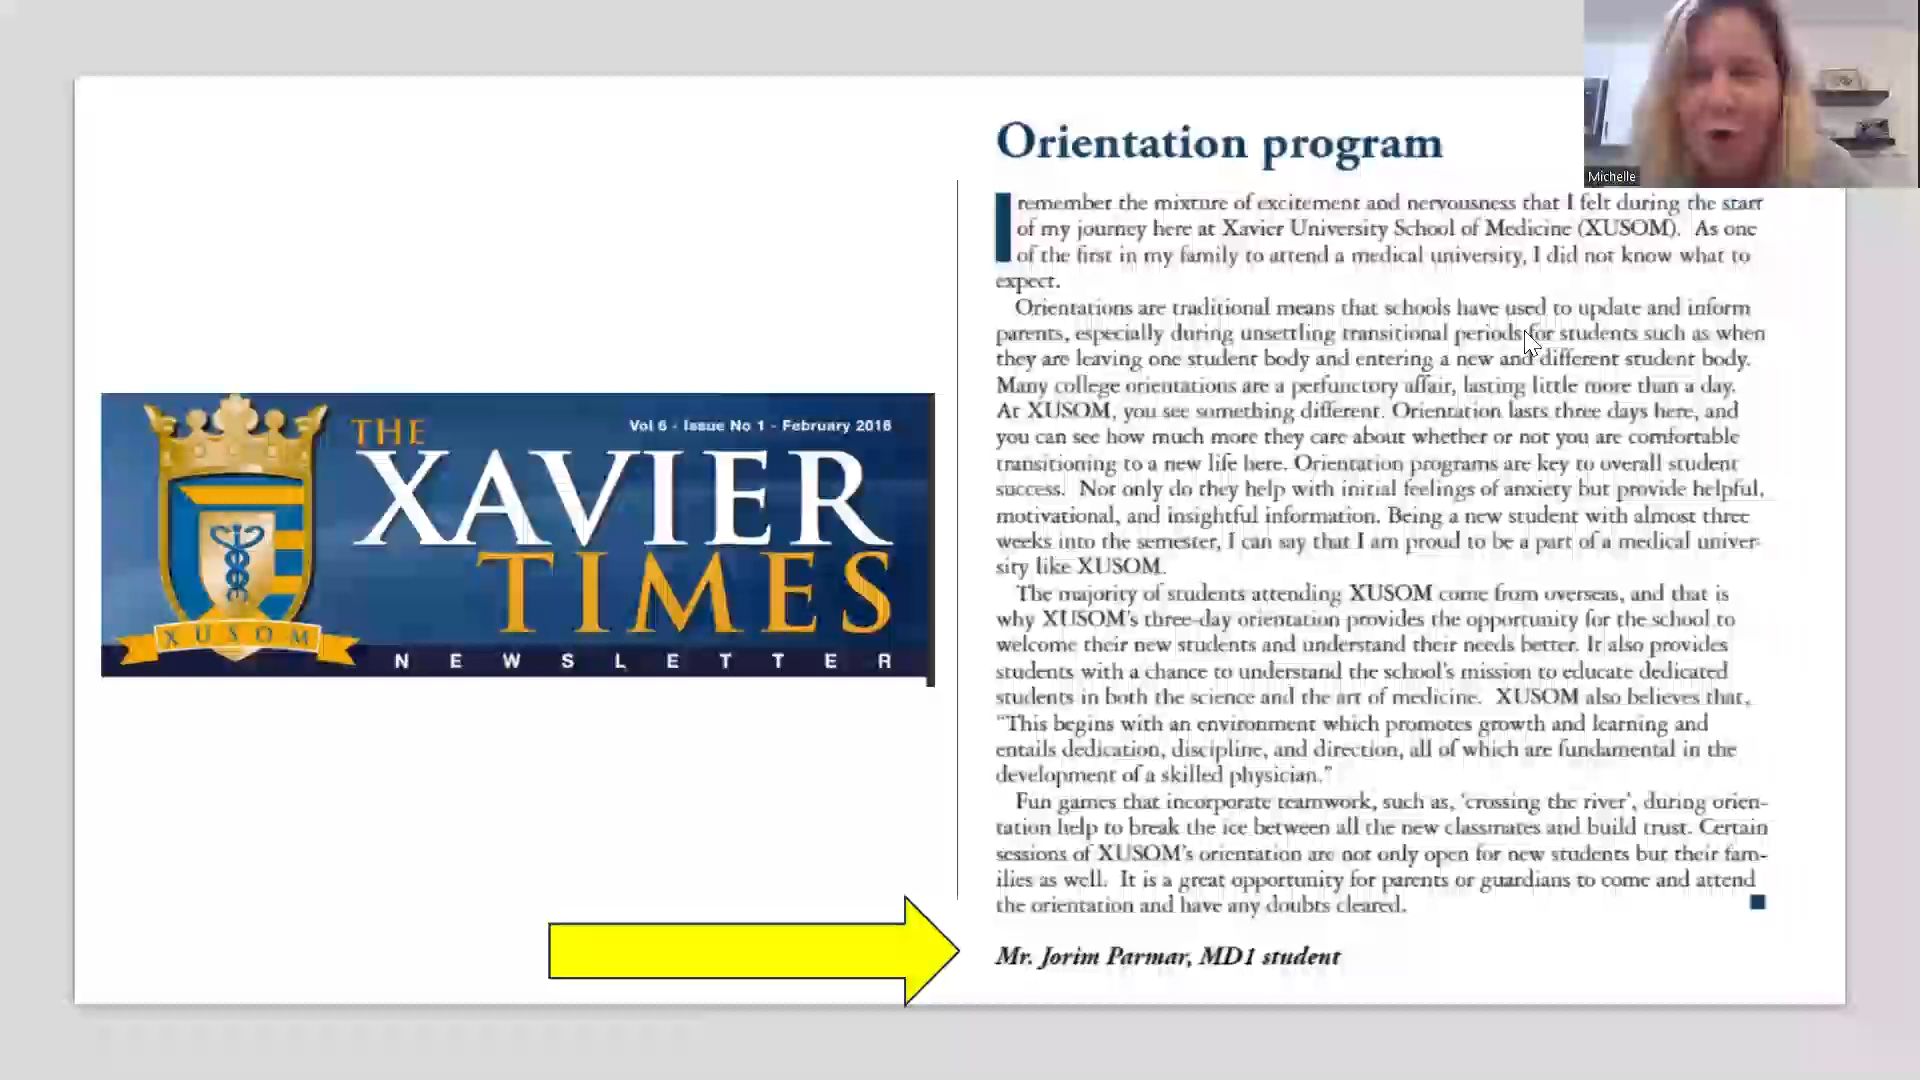 Michelle
THE
Vol 6 - Issue No 1 - February 2016
XAVIER
TIMES
XUSOM
NEWSLETTER
Orientation program
I remember the mixture of excitement and nervousness that I felt during the start
of my journey here at Xavier University School of Medicine (XUSOM). As one
of the first in my family to attend a medical university, I did not know what to
expect.
Orientations are traditional means that schools have used to update and inform
parents, especially during unsettling transitional periods for students such as when
they are leaving one student body and entering a new and different student body.
Many college orientations are a perfunctory affair, lasting little more than a day.
At XUSOM, you see something different. Orientation lasts three days here, and
you can see how much more they care about whether or not you are comfortable
transitioning to a new life here. Orientation programs are key to overall student
success. Not only do they help with initial feelings of anxiety but provide helpful,
motivational, and insightful information. Being a new student with almost three
weeks into the semester, I can say that I am proud to be a part of a medical univer-
sity like XUSOM.
The majority of students attending XUSOM come from overseas, and that is
why XUSOM's three-day orientation provides the opportunity for the school to
welcome their new students and understand their needs better. It also provides
students with a chance to understand the school's mission to educate dedicated
students in both the science and the art of medicine. XUSOM also believes that,
"This begins with an environment which promotes growth and learning and
entails dedication, discipline, and direction, all of which are fundamental in the
development of a skilled physician."
Fun games that incorporate teamwork, such as, 'crossing the river', during orien-
tation help to break the ice between all the new classmates and build trust. Certain
sessions of XUSOM's orientation are not only open for new students but their fam-
ilies as well. It is a great opportunity for parents or guardians to come and attend
the orientation and have any doubts cleared.
Mr. Jorim Parmar, MD1 student